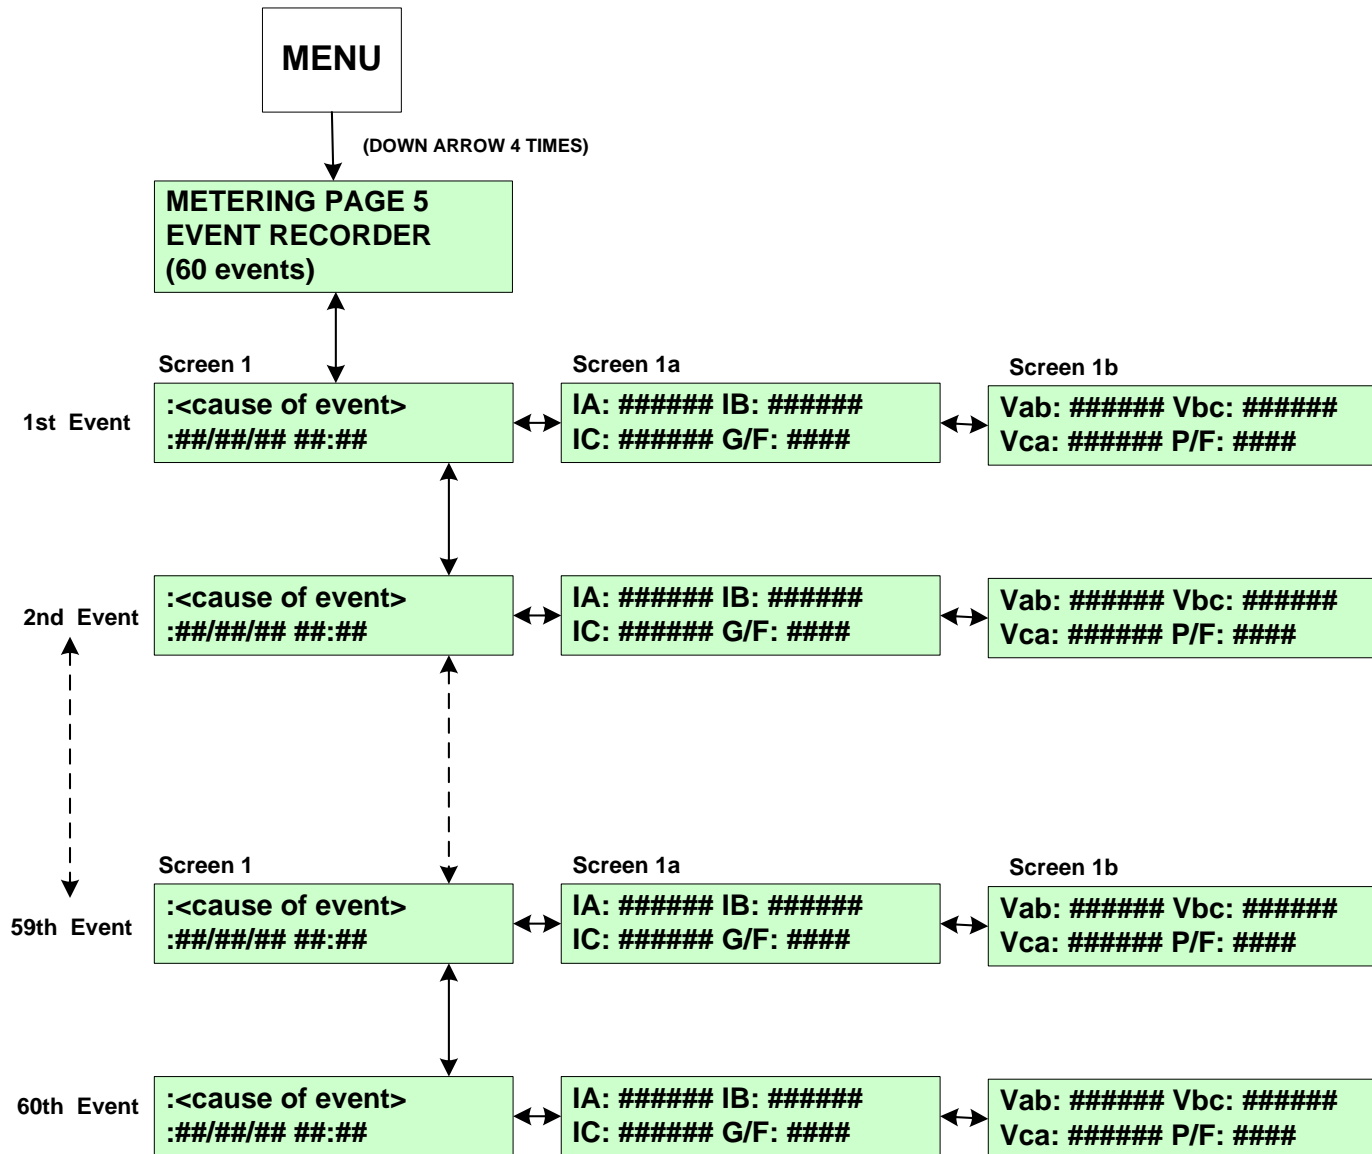 MENU
(DOWN ARROW 4 TIMES)
METERING PAGE 5
EVENT RECORDER
(60 events)
Screen 1
Screen 1a
Screen 1b
1st Event
:<cause of event>
:##/##/## ##:##
IA: ###### IB: ######
IC: ###### G/F: ####
Vab: ###### Vbc: ######
Vca: ###### P/F: ####
2nd Event
:<cause of event>
:##/##/## ##:##
IA: ###### IB: ######
IC: ###### G/F: ####
Vab: ###### Vbc: ######
Vca: ###### P/F: ####
Screen 1
Screen 1a
Screen 1b
59th Event
:<cause of event>
:##/##/## ##:##
IA: ###### IB: ######
IC: ###### G/F: ####
Vab: ###### Vbc: ######
Vca: ###### P/F: ####
60th Event
:<cause of event>
:##/##/## ##:##
IA: ###### IB: ######
IC: ###### G/F: ####
Vab: ###### Vbc: ######
Vca: ###### P/F: ####